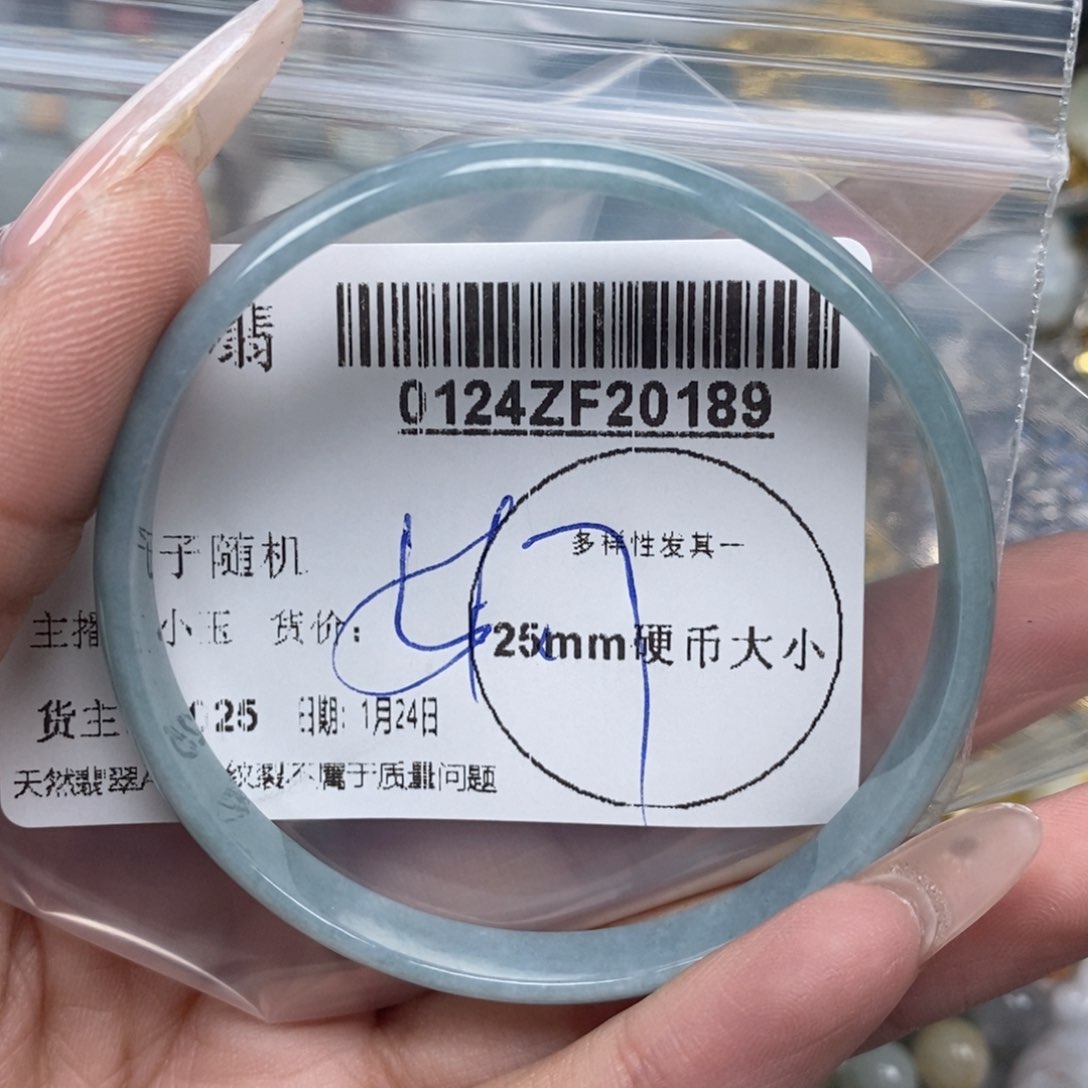 翡
0124ZF20189
多样性发其一
子随机
25mm硬币大小
主播 小玉 货价:
货主 025 日期: 1月24日
天然翡翠A 纹裂不属于质量问题